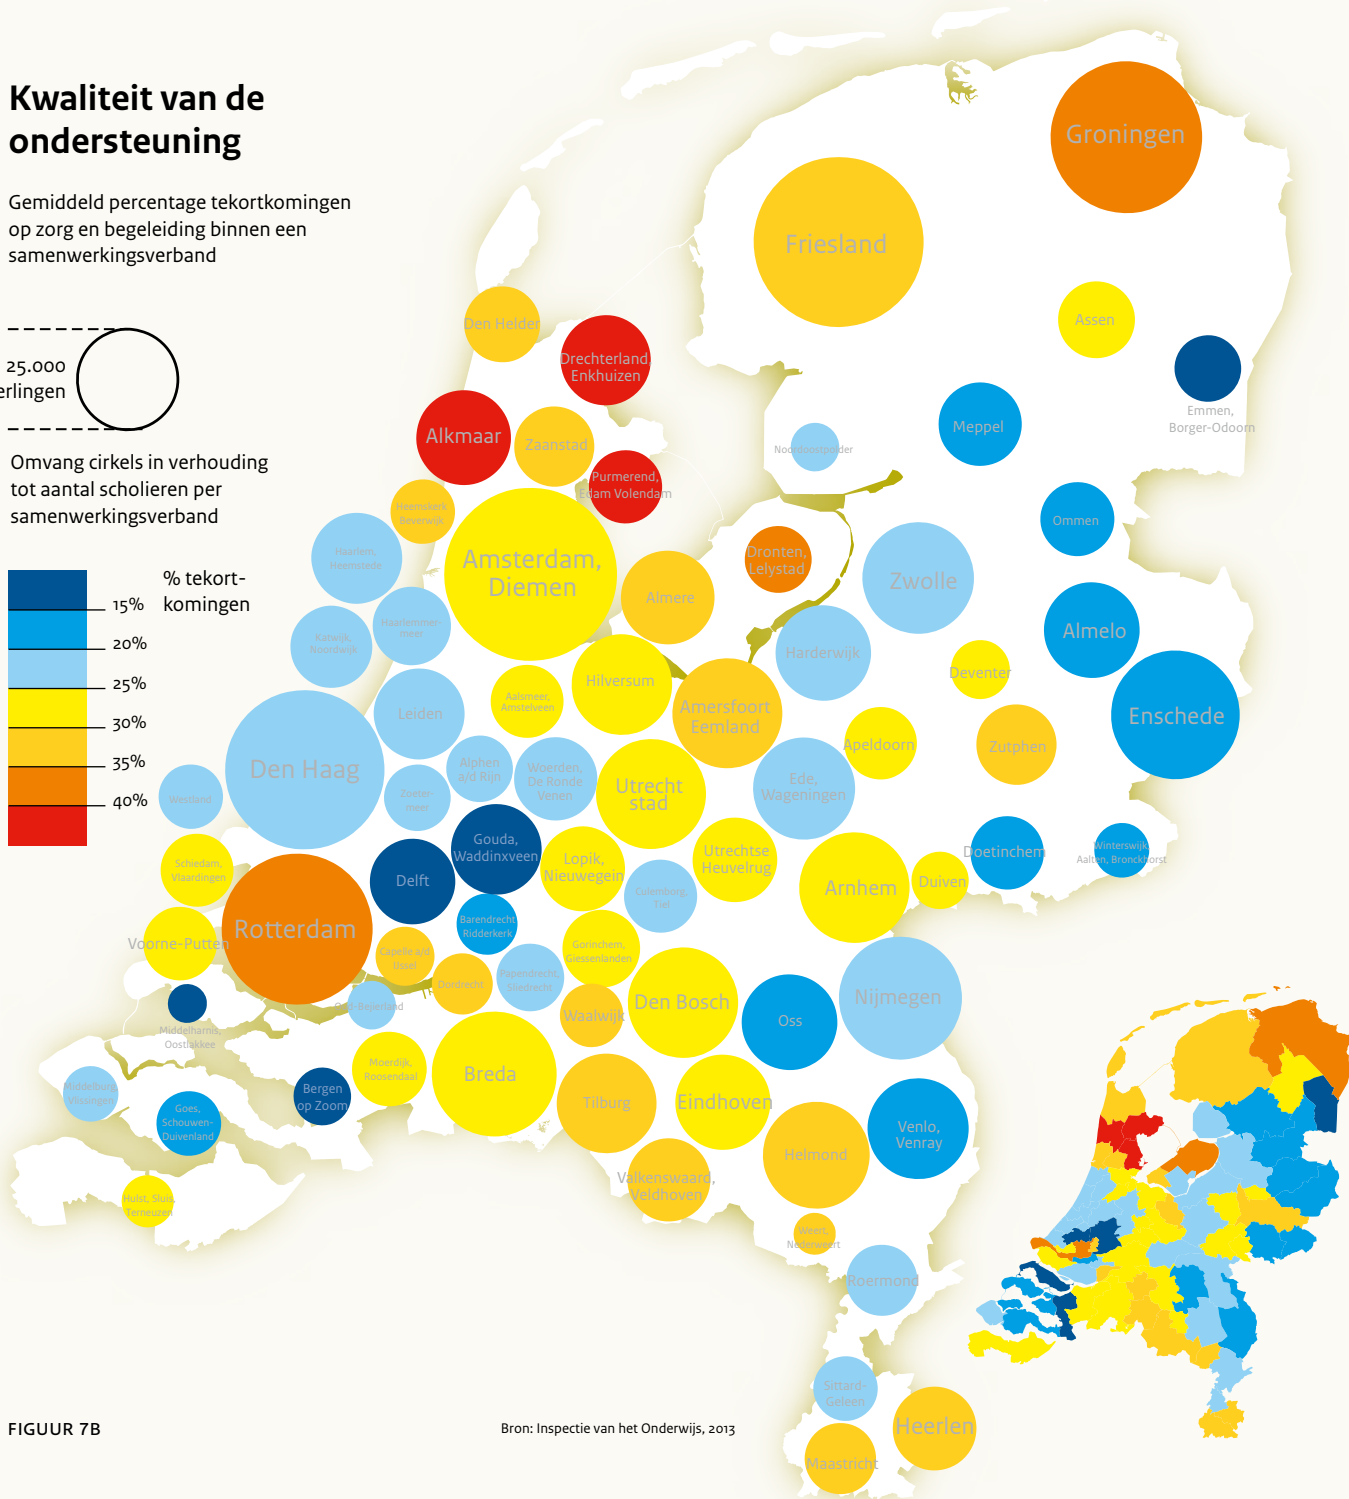 Kwaliteit van de
ondersteuning
Gemiddeld percentage tekortkomingen
op zorg en begeleiding binnen een
samenwerkingsverband
25.000
erlingen
Omvang cirkels in verhouding
tot aantal scholieren per
samenwerkingsverband
% tekort-
komingen
15%
20%
25%
30%
35%
40%
Groningen
Friesland
Assen
Den Helder
Drechterland,
Enkhuizen
Emmen,
Borger-Odoorn
Meppel
Alkmaar
Zaanstad
Noordoostpolder
Purmerend,
Edam Volendam
Heemskerk
Beverwijk
Ommen
Haarlem,
Heemstede
Amsterdam,
Diemen
Dronten,
Lelystad
Zwolle
Almere
Haarlemmer-
meer
Katwijk,
Noordwijk
Almelo
Harderwijk
Hilversum
Deventer
Aalsmeer,
Amstelveen
Leiden
Amersfoort
Eemland
Enschede
Apeldoorn
Zutphen
Den Haag
Alphen
a/d Rijn
Woerden,
De Ronde
Venen
Utrecht
stad
Ede,
Wageningen
Westland
Zoeter-
meer
Gouda,
Waddinxveen
Utrechtse
Heuvelrug
Doetinchem
Winterswijk
Aalten, Bronckhorst
Schiedam,
Vlaardingen
Lopik,
Nieuwegein
Delft
Arnhem
Duiven
Culemborg,
Tiel
Rotterdam
Barendrecht
Ridderkerk
Voorne-Putten
Capelle a/d
IJssel
Gorinchem,
Giessenlanden
Dordrecht
Papendrecht,
Sliedrecht
Oud-Beijerland
Den Bosch
Nijmegen
Waalwijk
Oss
Middelharnis,
Oostlakkee
Moerdijk,
Roosendaal
Breda
Middelburg,
Vlissingen
Bergen
op Zoom
Goes,
Schouwen-
Duivenland
Tilburg
Eindhoven
Venlo,
Venray
Helmond
Valkenswaard,
Veldhoven
Hulst, Sluis,
Terneuzen
Weert,
Nederweert
Roermond
Sittard-
Geleen
Heerlen
Maastricht
FIGUUR 7B
Bron: Inspectie van het Onderwijs, 2013